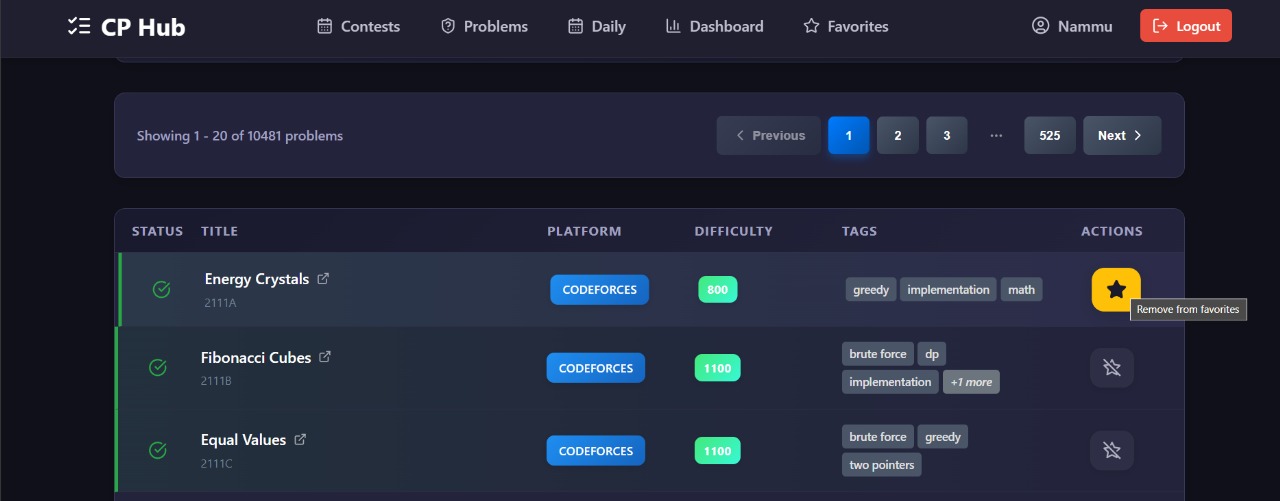 CP Hub Contests Problems Daily Dashboard Favorites Nammu Logout
Showing 1 - 20 of 10481 problems Previous 1 2 3 ... 525 Next
STATUS TITLE PLATFORM DIFFICULTY TAGS ACTIONS
Energy Crystals CODEFORCES 800 greedy implementation math
2111A
Remove from favorites
Fibonacci Cubes CODEFORCES 1100 brute force dp
2111B implementation +1 more
Equal Values CODEFORCES 1100 brute force greedy
2111C two pointers